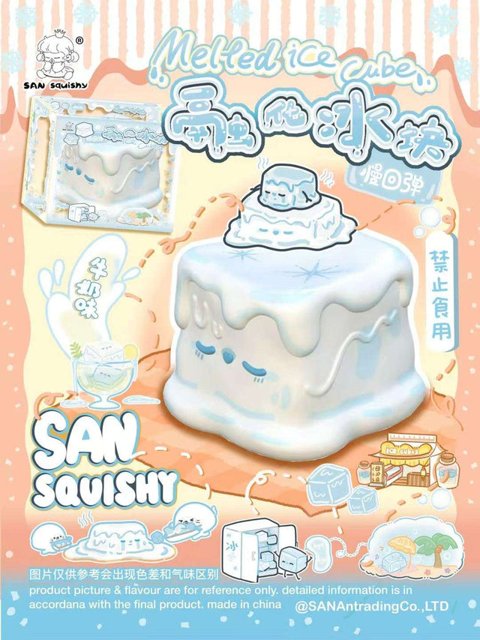 ®
SAN SQUISHY
Melted ice Cube
融化冰块
慢回弹
禁止食用
牛奶味
SAN
SQUISHY
ICE CUBE
冰
图片仅供参考会出现色差和气味区别
product picture & flavour are for reference only. detailed information is in
accordana with the final product. made in china
@SANAntradingCo.,LTD